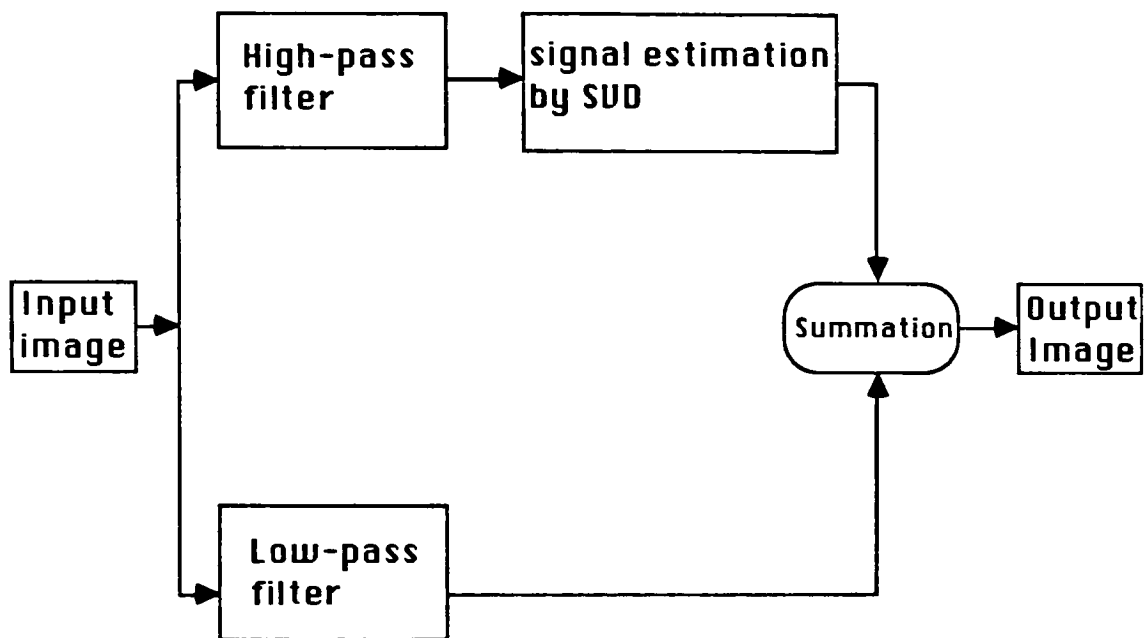 High-pass
filter
signal estimation
by SVD
Input
image
Summation
Output
Image
Low-pass
filter